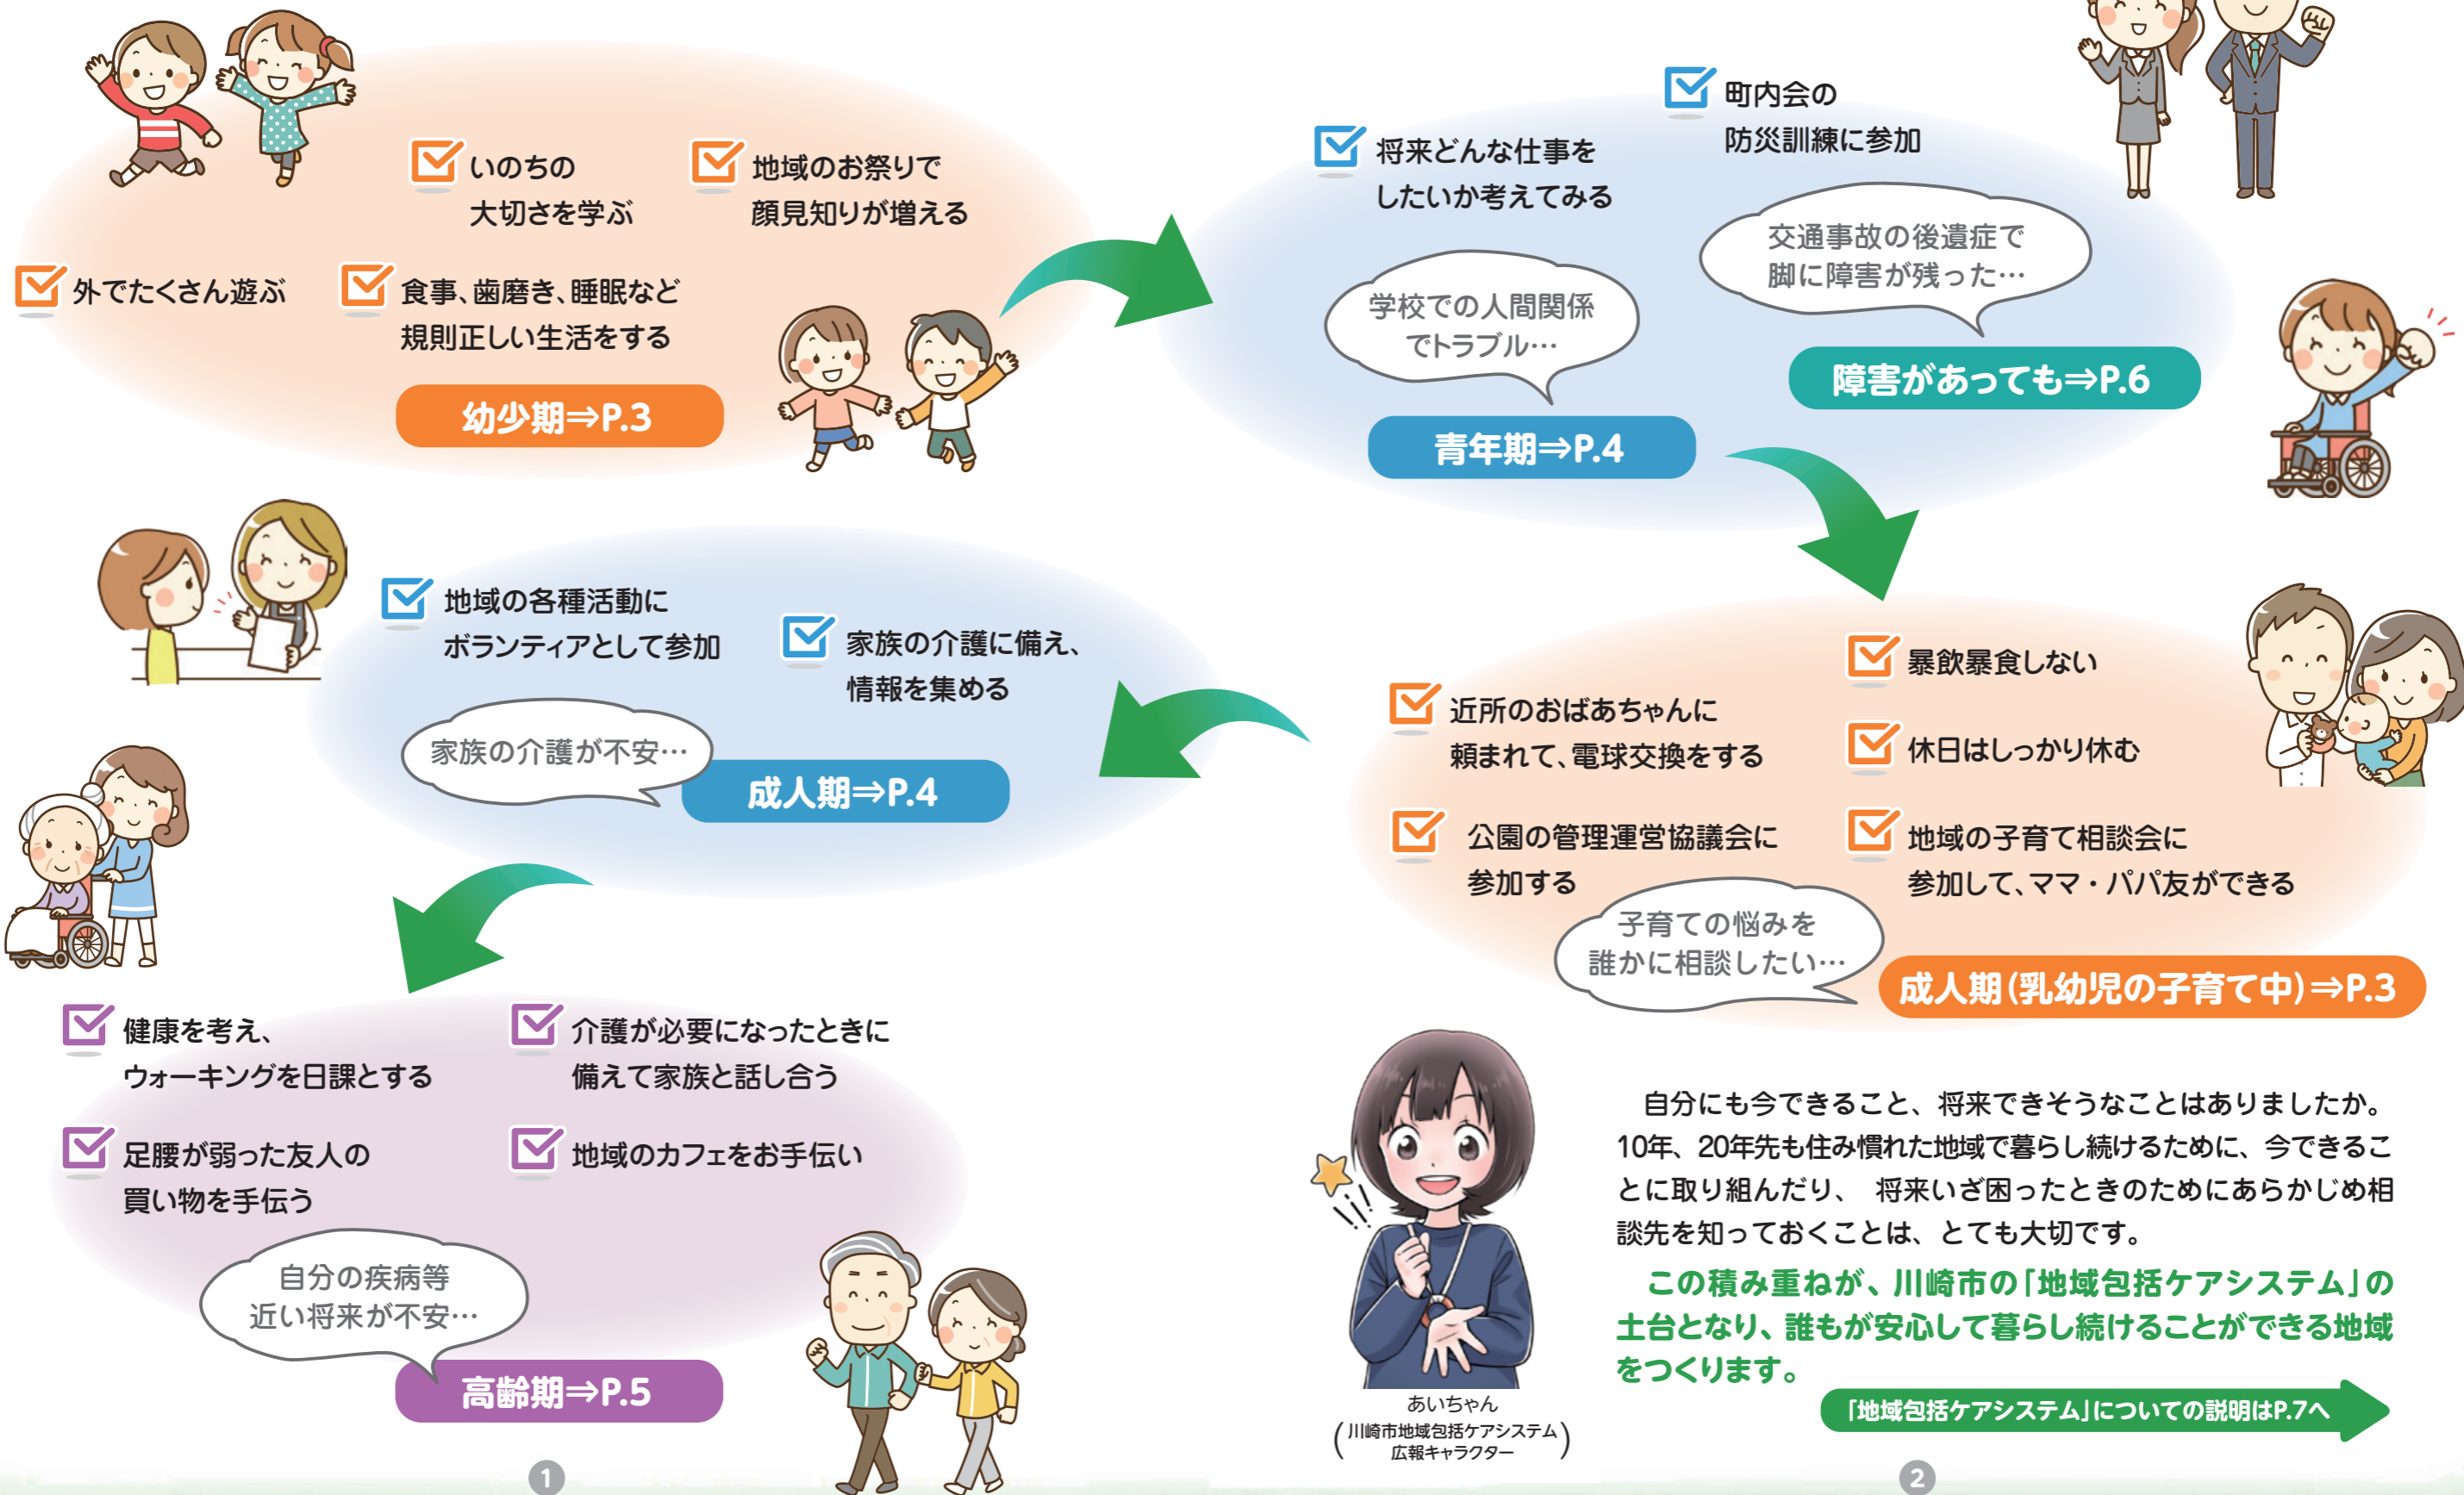 いのちの
大切さを学ぶ
地域のお祭りで
顔見知りが増える
外でたくさん遊ぶ
食事、歯磨き、睡眠など
規則正しい生活をする
幼少期⇒P.3
将来どんな仕事を
したいか考えてみる
町内会の
防災訓練に参加
学校での人間関係
でトラブル…
交通事故の後遺症で
脚に障害が残った…
障害があっても⇒P.6
青年期⇒P.4
暴飲暴食しない
近所のおばあちゃんに
頼まれて、電球交換をする
休日はしっかり休む
公園の管理運営協議会に
参加する
地域の子育て相談会に
参加して、ママ・パパ友ができる
子育ての悩みを
誰かに相談したい…
成人期(乳幼児の子育て中)⇒P.3
地域の各種活動に
ボランティアとして参加
家族の介護に備え、
情報を集める
家族の介護が不安…
成人期⇒P.4
健康を考え、
ウォーキングを日課とする
介護が必要になったときに
備えて家族と話し合う
足腰が弱った友人の
買い物を手伝う
地域のカフェをお手伝い
自分の疾病等
近い将来が不安…
高齢期⇒P.5
あいちゃん
(川崎市地域包括ケアシステム
広報キャラクター)
自分にも今できること、将来できそうなことはありましたか。
10年、20年先も住み慣れた地域で暮らし続けるために、今できるこ
とに取り組んだり、 将来いざ困ったときのためにあらかじめ相
談先を知っておくことは、とても大切です。
この積み重ねが、川崎市の「地域包括ケアシステム」の
土台となり、誰もが安心して暮らし続けることができる地域
をつくります。
「地域包括ケアシステム」についての説明はP.7へ
1
2